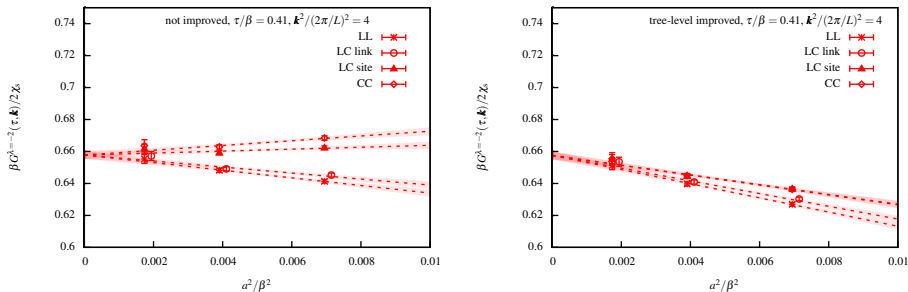 not improved, τ/β = 0.41, k²/(2π/L)² = 4
LL
LC link
LC site
CC
0.74
0.72
0.7
0.68
0.66
0.64
0.62
0.6
βG^{λ=−2}(τ,k)/2χ_s
0
0.002
0.004
0.006
0.008
0.01
a²/β²
tree-level improved, τ/β = 0.41, k²/(2π/L)² = 4
LL
LC link
LC site
CC
0.74
0.72
0.7
0.68
0.66
0.64
0.62
0.6
βG^{λ=−2}(τ,k)/2χ_s
0
0.002
0.004
0.006
0.008
0.01
a²/β²